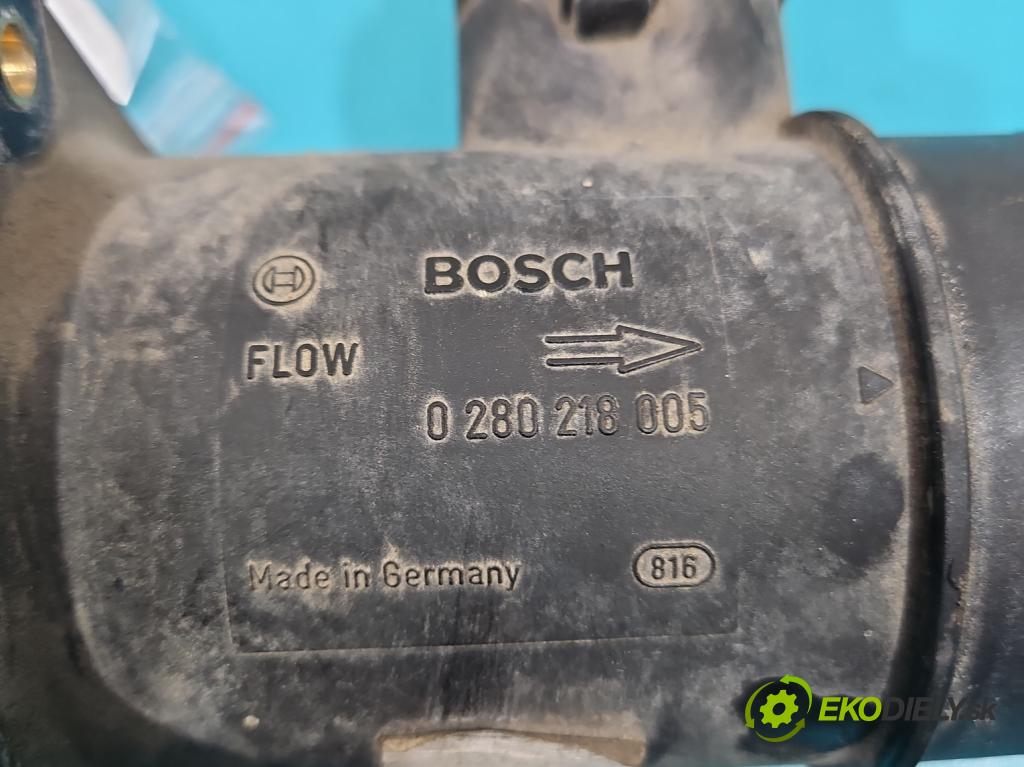 BOSCH
FLOW
0 280 218 005
Made in Germany
816
EKODIELY.sk